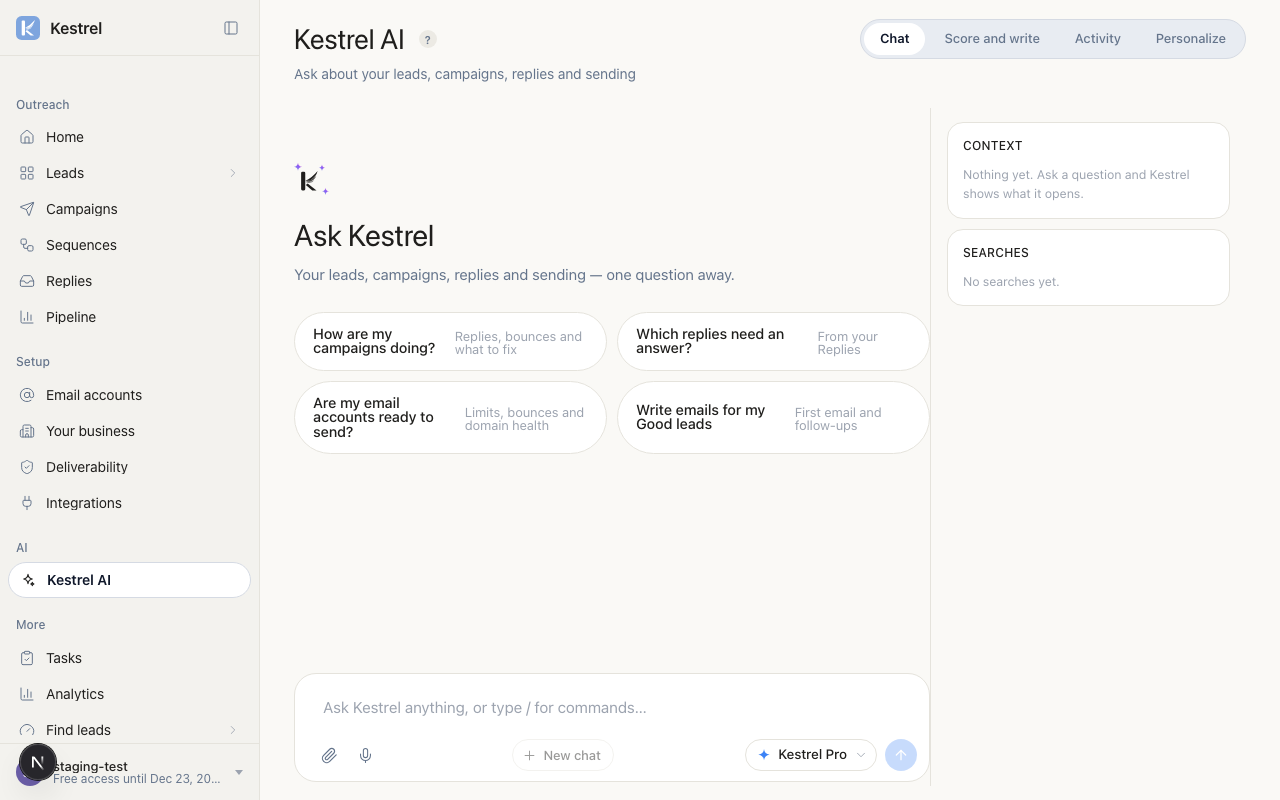 Kestrel
Outreach
Home
Leads
Campaigns
Sequences
Replies
Pipeline
Setup
Email accounts
Your business
Deliverability
Integrations
AI
Kestrel AI
More
Tasks
Analytics
Find leads
N
staging-test
Free access until Dec 23, 20...
Kestrel AI
?
Ask about your leads, campaigns, replies and sending
Chat
Score and write
Activity
Personalize
Ask Kestrel
Your leads, campaigns, replies and sending — one question away.
How are my
campaigns doing?
Replies, bounces and
what to fix
Which replies need an
answer?
From your
Replies
Are my email
accounts ready to
send?
Limits, bounces and
domain health
Write emails for my
Good leads
First email and
follow-ups
Ask Kestrel anything, or type / for commands...
New chat
Kestrel Pro
CONTEXT
Nothing yet. Ask a question and Kestrel
shows what it opens.
SEARCHES
No searches yet.